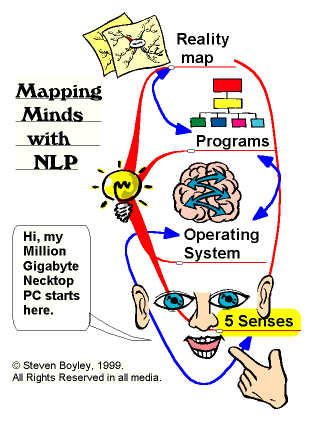 Reality
map
Mapping
Minds
with
NLP
Programs
Operating
System
Hi, my
Million
Gigabyte
Necktop
PC starts
here.
5 Senses
© Steven Boyley, 1999.
All Rights Reserved in all media.